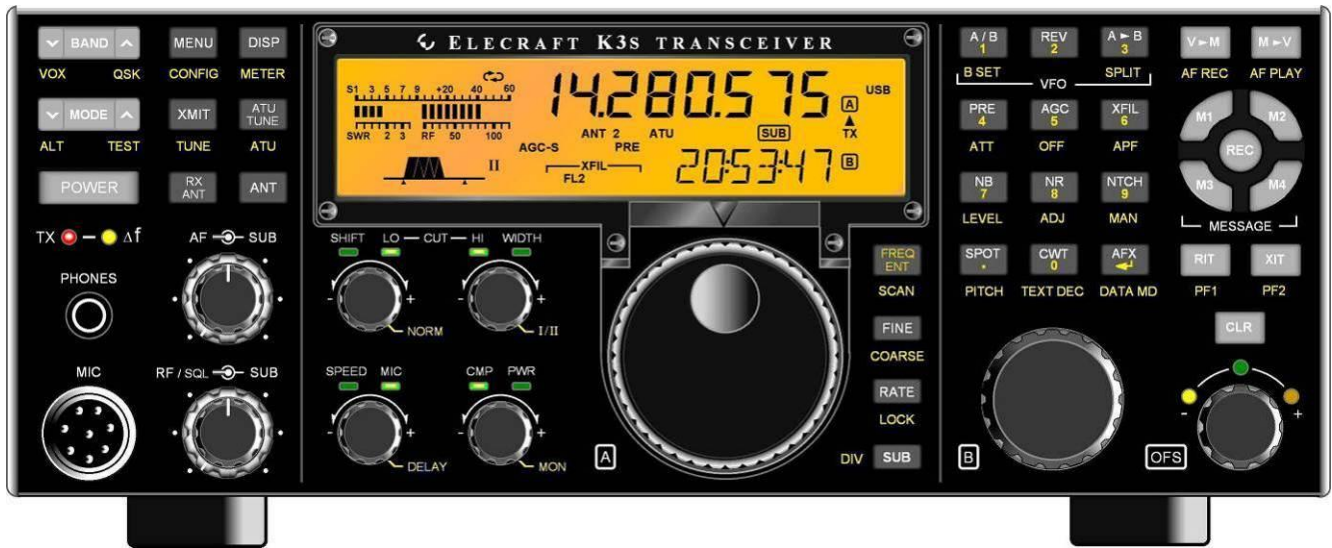 ELECRAFT K3S TRANSCEIVER
BAND MENU DISP
VOX QSK CONFIG METER
MODE XMIT ATU TUNE
ALT TEST TUNE ATU
POWER RX ANT ANT
TX Δf AF SUB
PHONES
MIC RF / SQL SUB
S1 3 5 7 9 +20 40 60
SWR 2 3 RF 50 100
14.280.575 USB
A
TX
ANT 2 ATU SUB
AGC-S PRE
II XFIL
FL2
20:53:47 B
SHIFT LO CUT HI WIDTH
- + - +
NORM I/II
SPEED MIC CMP PWR
- + - +
DELAY MON
A
FREQ ENT
SCAN
FINE
COARSE
RATE
LOCK
DIV SUB
A / B 1 REV 2 A ► B 3
B SET VFO SPLIT
PRE 4 AGC 5 XFIL 6
ATT OFF APF
NB 7 NR 8 NTCH 9
LEVEL ADJ MAN
SPOT . CWT 0 AFX
PITCH TEXT DEC DATA MD
B
V►M M►V
AF REC AF PLAY
M1 M2
REC
M3 M4
MESSAGE
RIT XIT
PF1 PF2
CLR
- +
OFS